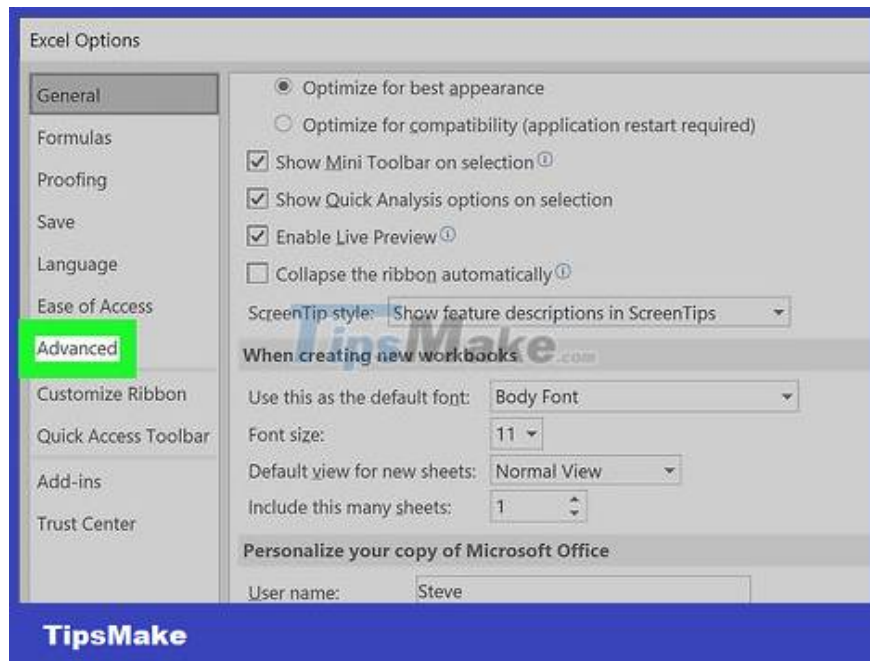 Excel Options
General
Formulas
Proofing
Save
Language
Ease of Access
Advanced
Customize Ribbon
Quick Access Toolbar
Add-ins
Trust Center
Optimize for best appearance
Optimize for compatibility (application restart required)
Show Mini Toolbar on selection
Show Quick Analysis options on selection
Enable Live Preview
Collapse the ribbon automatically
ScreenTip style: Show feature descriptions in ScreenTips
TipsMake.com
When creating new workbooks
Use this as the default font: Body Font
Font size: 11
Default view for new sheets: Normal View
Include this many sheets: 1
Personalize your copy of Microsoft Office
User name: Steve
TipsMake